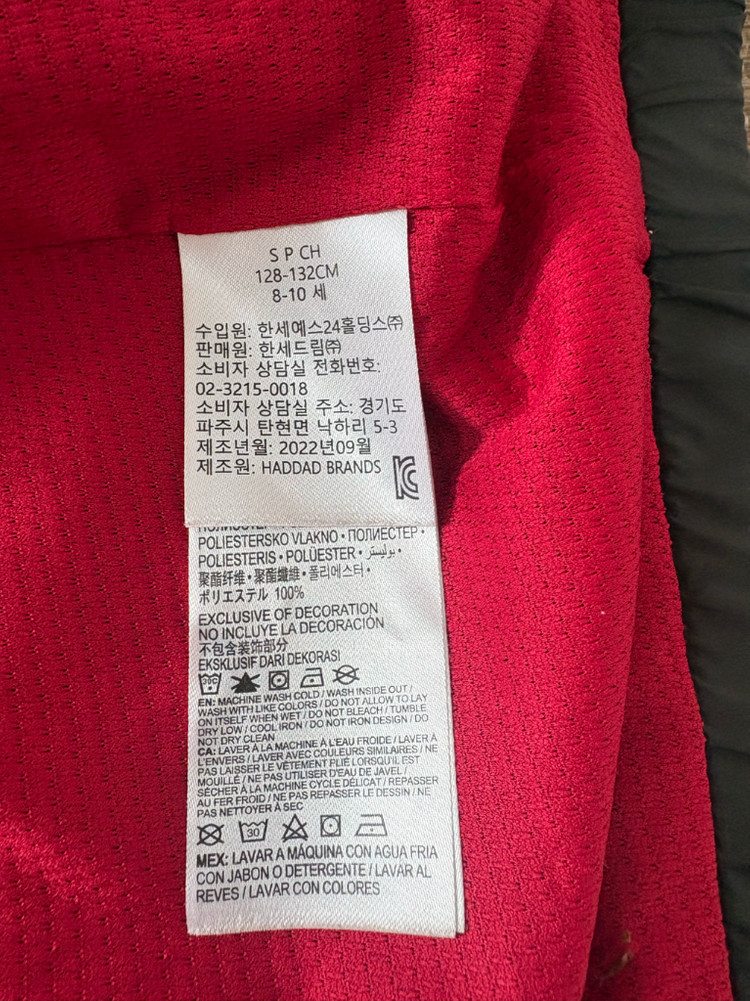 S P CH
128-132CM
8-10 세
수입원: 한세예스24홀딩스㈜
판매원: 한세드림㈜
소비자 상담실 전화번호:
02-3215-0018
소비자 상담실 주소: 경기도
파주시 탄현면 낙하리 5-3
제조년월: 2022년09월
제조원: HADDAD BRANDS
POLIESTERSKO VLAKNO • ПОЛИЕСТЕР •
POLIESTERIS • POLÜESTER • بوليستر •
聚酯纤维 • 聚酯纖維 • 폴리에스터 •
ポリエステル 100%
EXCLUSIVE OF DECORATION
NO INCLUYE LA DECORACIÓN
不包含装饰部分
EKSKLUSIF DARI DEKORASI
30C
EN: MACHINE WASH COLD / WASH INSIDE OUT /
WASH WITH LIKE COLORS / DO NOT ALLOW TO LAY
ON ITSELF WHEN WET / DO NOT BLEACH / TUMBLE
DRY LOW / COOL IRON / DO NOT IRON DESIGN / DO
NOT DRY CLEAN
CA: LAVER À LA MACHINE À L'EAU FROIDE / LAVER À
L'ENVERS / LAVER AVEC COULEURS SIMILAIRES / NE
PAS LAISSER LE VÊTEMENT PLIÉ LORSQU'IL EST
MOUILLÉ / NE PAS UTILISER D'EAU DE JAVEL /
SÉCHER À LA MACHINE CYCLE DÉLICAT / REPASSER
AU FER FROID / NE PAS REPASSER LE DESSIN / NE
PAS NETTOYER À SEC
30
MEX: LAVAR A MÁQUINA CON AGUA FRIA
CON JABON O DETERGENTE / LAVAR AL
REVES / LAVAR CON COLORES